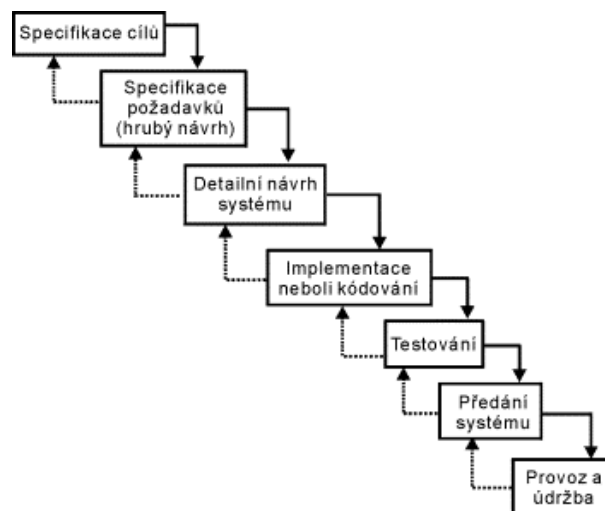 Specifikace cílů
Specifikace
požadavků
(hrubý návrh)
Detailní návrh
systému
Implementace
neboli kódování
Testování
Předání
systému
Provoz a
údržba